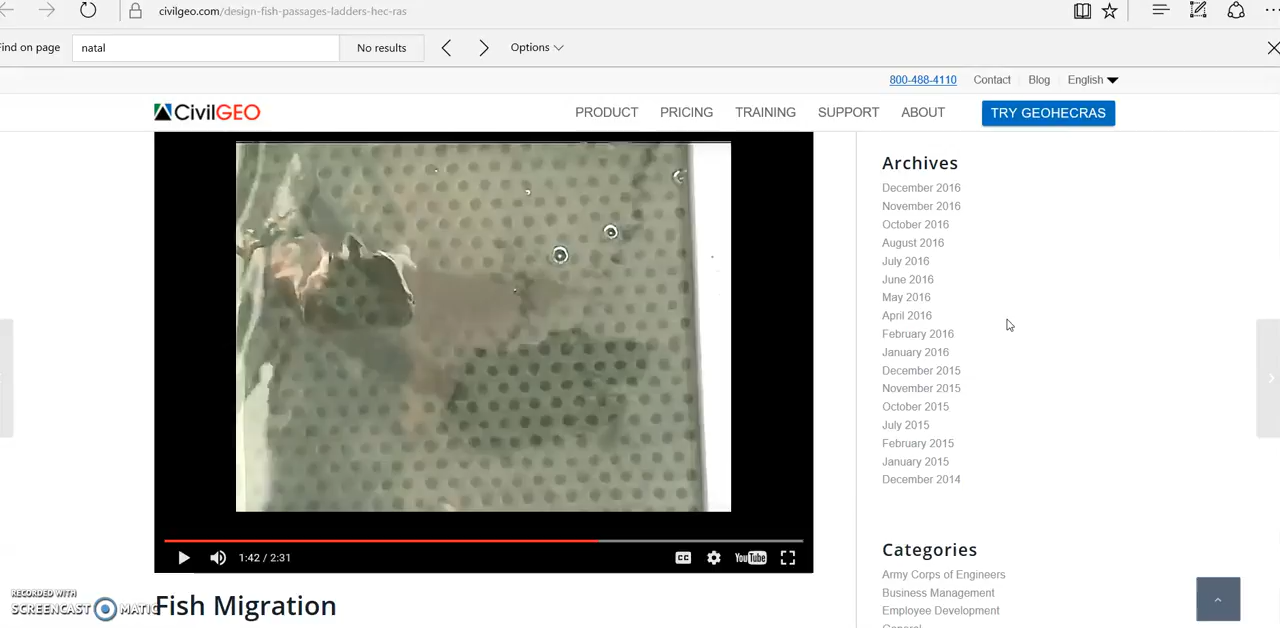 civilgeo.com/design-fish-passages-ladders-hec-ras
Find on page natal No results Options
800-488-4110 Contact Blog English
CivilGEO PRODUCT PRICING TRAINING SUPPORT ABOUT TRY GEOHECRAS
Archives
December 2016
November 2016
October 2016
August 2016
July 2016
June 2016
May 2016
April 2016
February 2016
January 2016
December 2015
November 2015
October 2015
July 2015
February 2015
January 2015
December 2014
1:42 / 2:31 CC YouTube
Categories
Army Corps of Engineers
Business Management
Employee Development
General
RECORDED WITH
SCREENCAST MATIC
Fish Migration